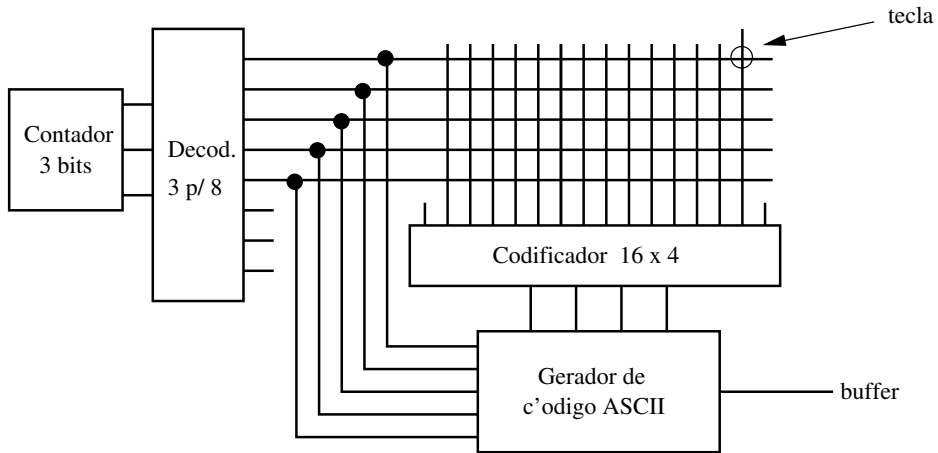 tecla
Contador
3 bits
Decod.
3 p/ 8
Codificador 16 x 4
Gerador de
c'odigo ASCII
buffer